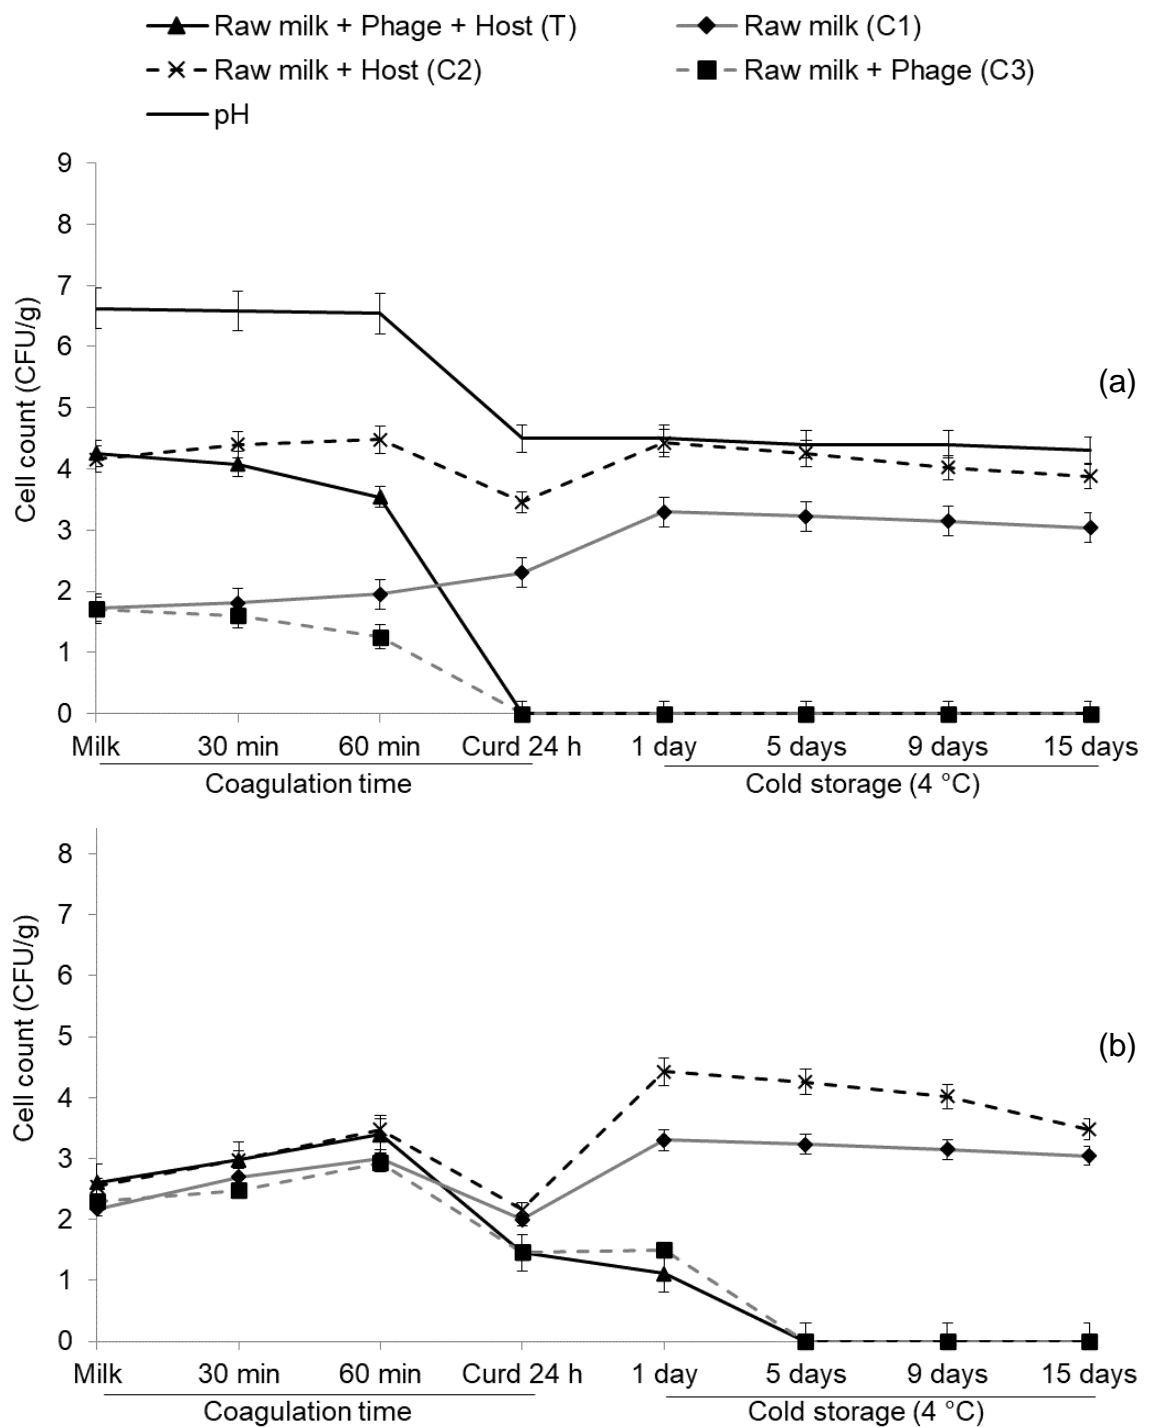 Raw milk + Phage + Host (T)
Raw milk (C1)
Raw milk + Host (C2)
Raw milk + Phage (C3)
pH
9
8
7
6
5
4
3
2
1
0
Cell count (CFU/g)
(a)
Milk 30 min 60 min Curd 24 h 1 day 5 days 9 days 15 days
Coagulation time Cold storage (4 °C)
8
7
6
5
4
3
2
1
0
Cell count (CFU/g)
(b)
Milk 30 min 60 min Curd 24 h 1 day 5 days 9 days 15 days
Coagulation time Cold storage (4 °C)